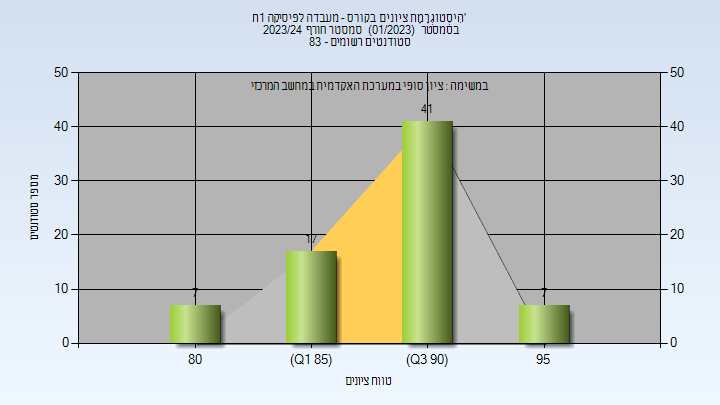 'היסטוגרמת ציונים בקורס - מעבדה לפיסיקה 1ח
בסמסטר (01/2023) סמסטר חורף 2023/24
סטודנטים רשומים - 83
במשימה : ציון סופי במערכת האקדמית במחשב המרכזי
50 50
41
40 40
30 30
מספר סטודנטים
20 20
17
10 10
7 7
0 0
80 (Q1 85) (Q3 90) 95
טווח ציונים